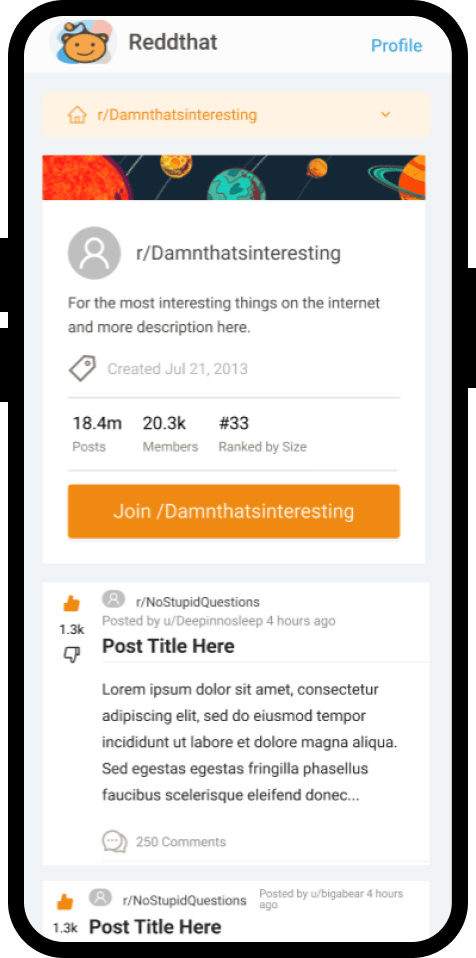 Reddthat
Profile
r/Damnthatsinteresting
r/Damnthatsinteresting
For the most interesting things on the internet
and more description here.
Created Jul 21, 2013
18.4m 20.3k #33
Posts Members Ranked by Size
Join /Damnthatsinteresting
r/NoStupidQuestions
Posted by u/Deepinnosleep 4 hours ago
1.3k
Post Title Here
Lorem ipsum dolor sit amet, consectetur
adipiscing elit, sed do eiusmod tempor
incididunt ut labore et dolore magna aliqua.
Sed egestas egestas fringilla phasellus
faucibus scelerisque eleifend donec...
250 Comments
r/NoStupidQuestions
Posted by u/bigabear 4 hours
ago
1.3k
Post Title Here